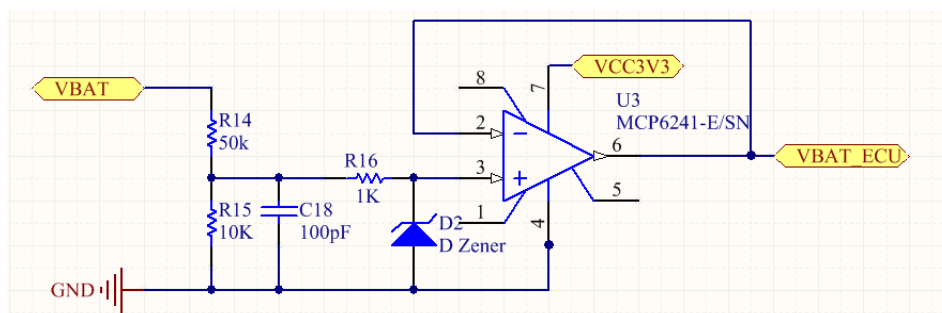 VBAT
R14
50k
R15
10K
C18
100pF
R16
1K
D2
D Zener
GND
8
7
VCC3V3
U3
MCP6241-E/SN
2
3
6
VBAT_ECU
1
4
5